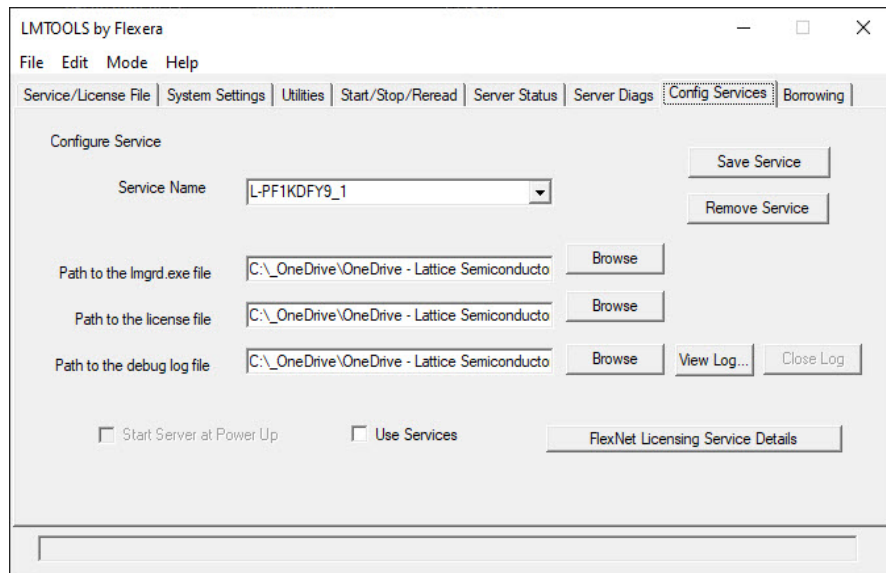 LMTOOLS by Flexera
File Edit Mode Help
Service/License File System Settings Utilities Start/Stop/Reread Server Status Server Diags Config Services Borrowing
Configure Service
Save Service
Service Name L-PF1KDFY9_1
Remove Service
Path to the lmgrd.exe file C:\_OneDrive\OneDrive - Lattice Semiconducto Browse
Path to the license file C:\_OneDrive\OneDrive - Lattice Semiconducto Browse
Path to the debug log file C:\_OneDrive\OneDrive - Lattice Semiconducto Browse View Log... Close Log
Start Server at Power Up Use Services FlexNet Licensing Service Details